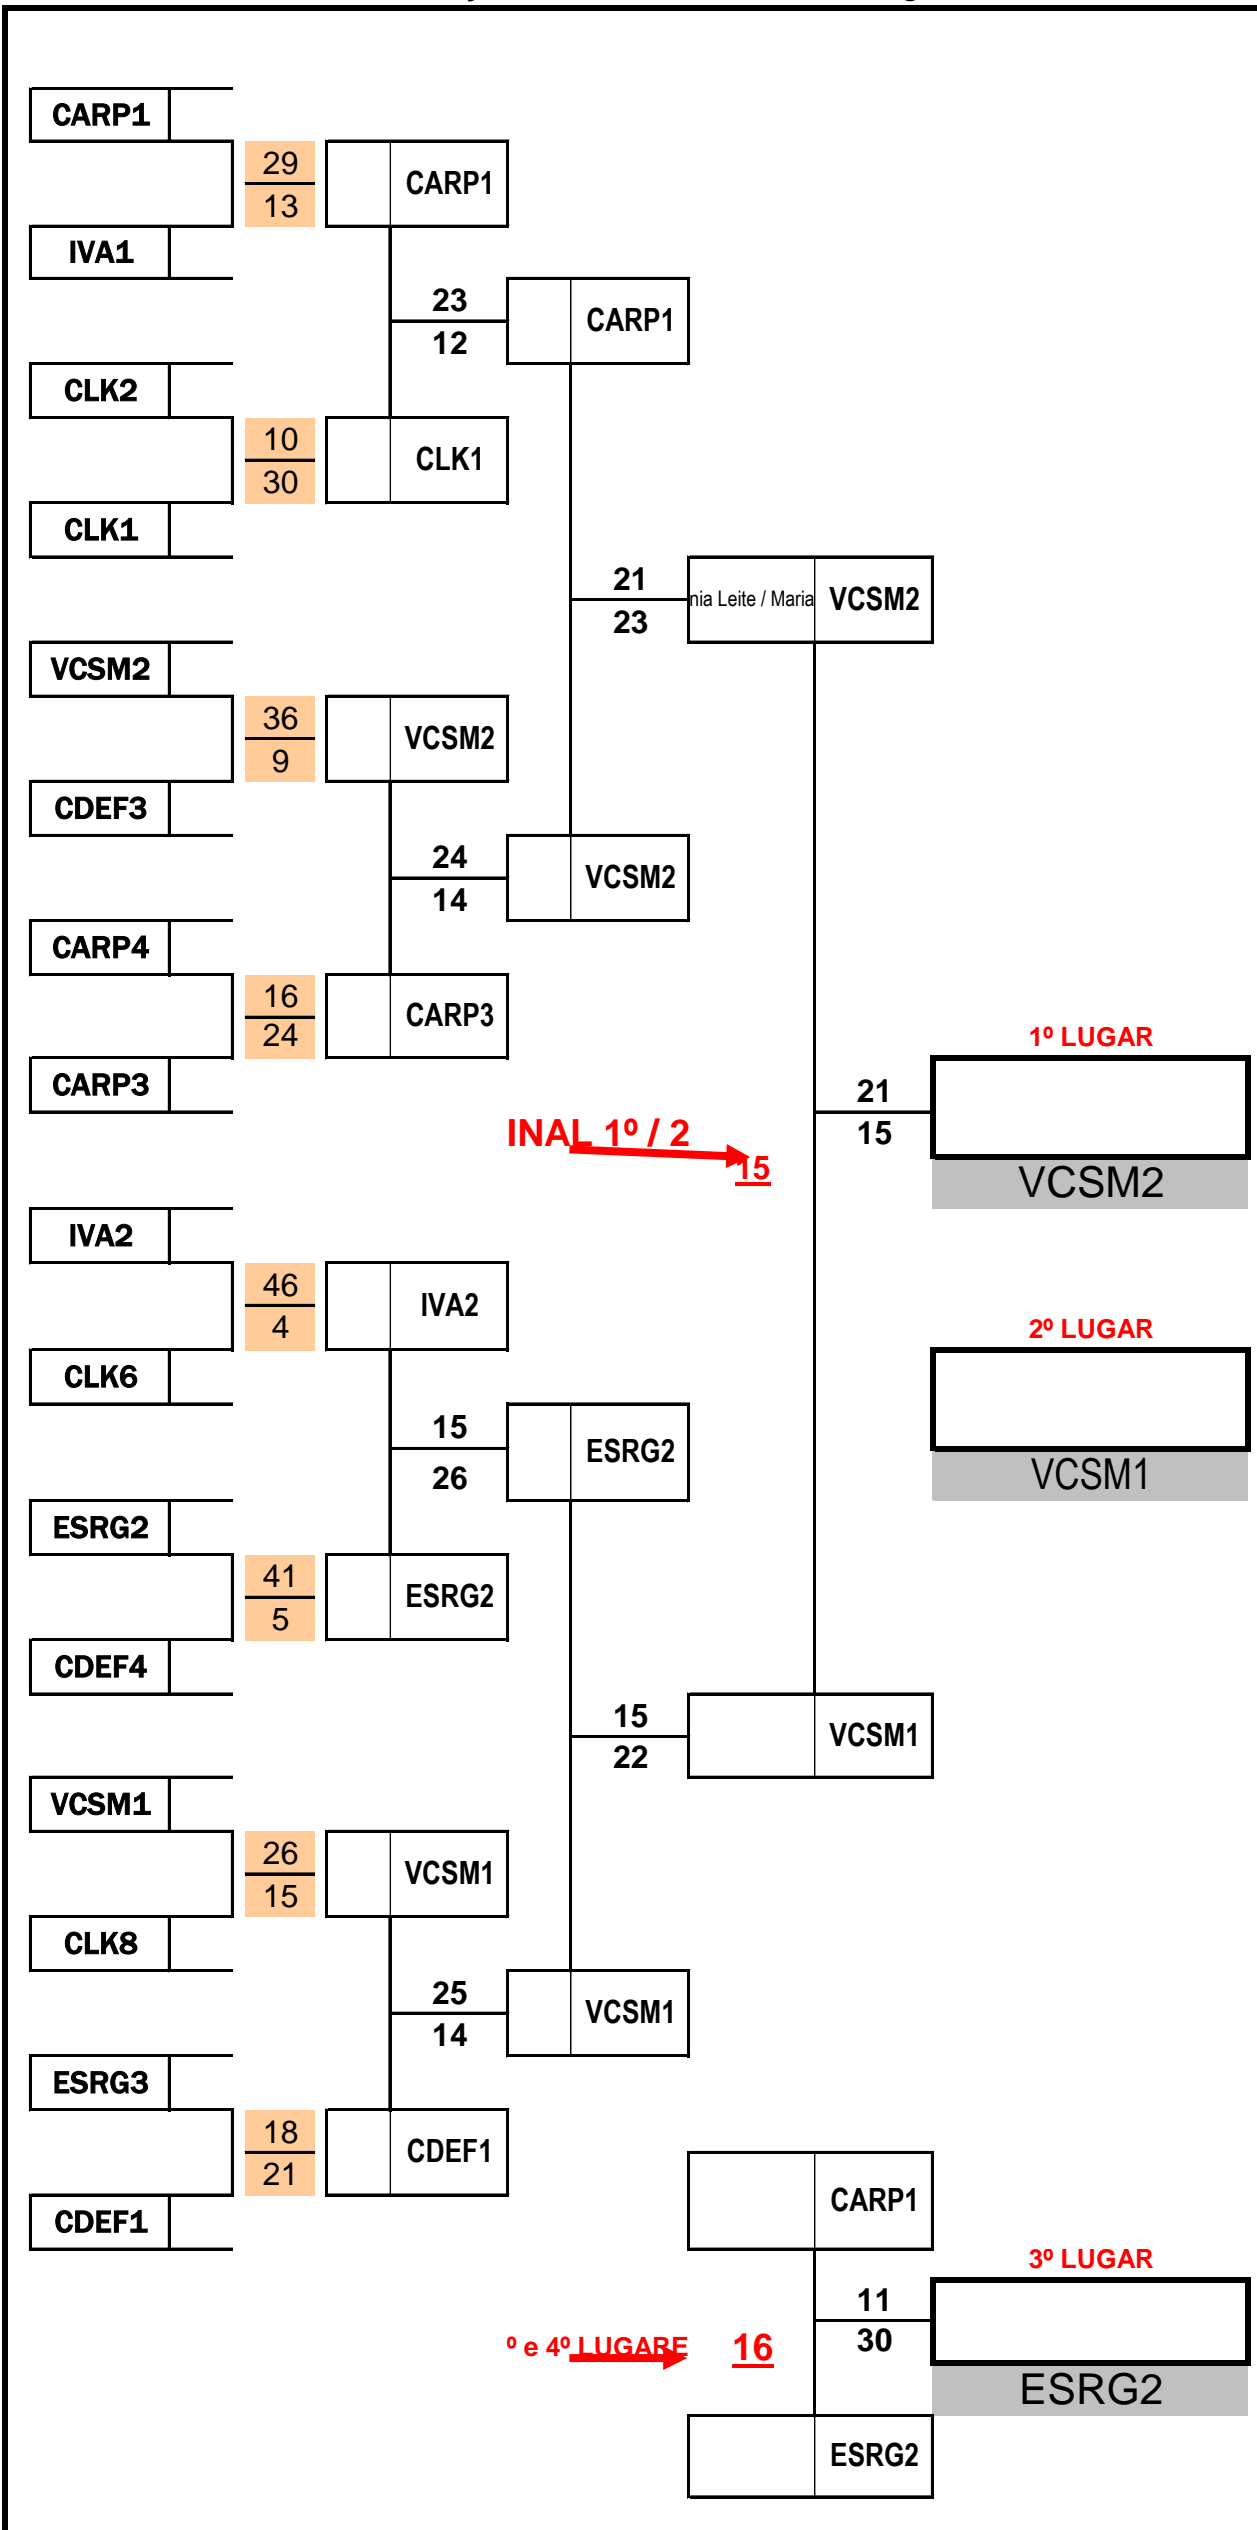 CARP1
29
CARP1
13
IVA1
23
CARP1
12
CLK2
10
CLK1
30
CLK1
21
nia Leite / Maria VCSM2
23
VCSM2
36
VCSM2
9
CDEF3
24
VCSM2
14
CARP4
16
CARP3
24
1º LUGAR
CARP3
21
INAL 1º / 2
15
15
VCSM2
IVA2
46
IVA2
4
2º LUGAR
CLK6
15
ESRG2
26
VCSM1
ESRG2
41
ESRG2
5
CDEF4
15
VCSM1
22
VCSM1
26
VCSM1
15
CLK8
25
VCSM1
14
ESRG3
18
CDEF1
21
CARP1
CDEF1
3º LUGAR
11
º e 4º LUGARE 16
30
ESRG2
ESRG2